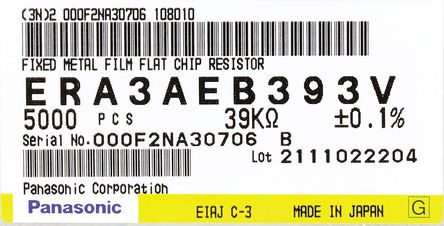 (3N)2 000F2NA30706 108010
FIXED METAL FILM FLAT CHIP RESISTOR
ERA3AEB393V
5000 PCS 39KΩ ±0.1%
Serial No.000F2NA30706 B
Lot 2111022204
Panasonic Corporation
Panasonic EIAJ C-3 MADE IN JAPAN G